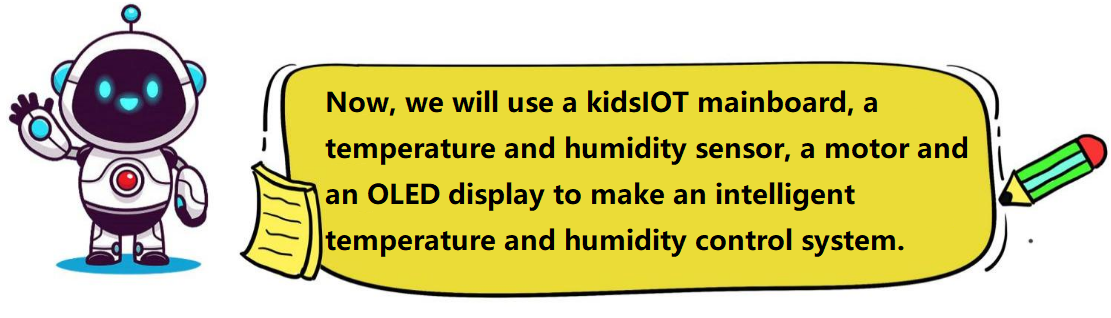 Now, we will use a kidsIOT mainboard, a
temperature and humidity sensor, a motor and
an OLED display to make an intelligent
temperature and humidity control system.